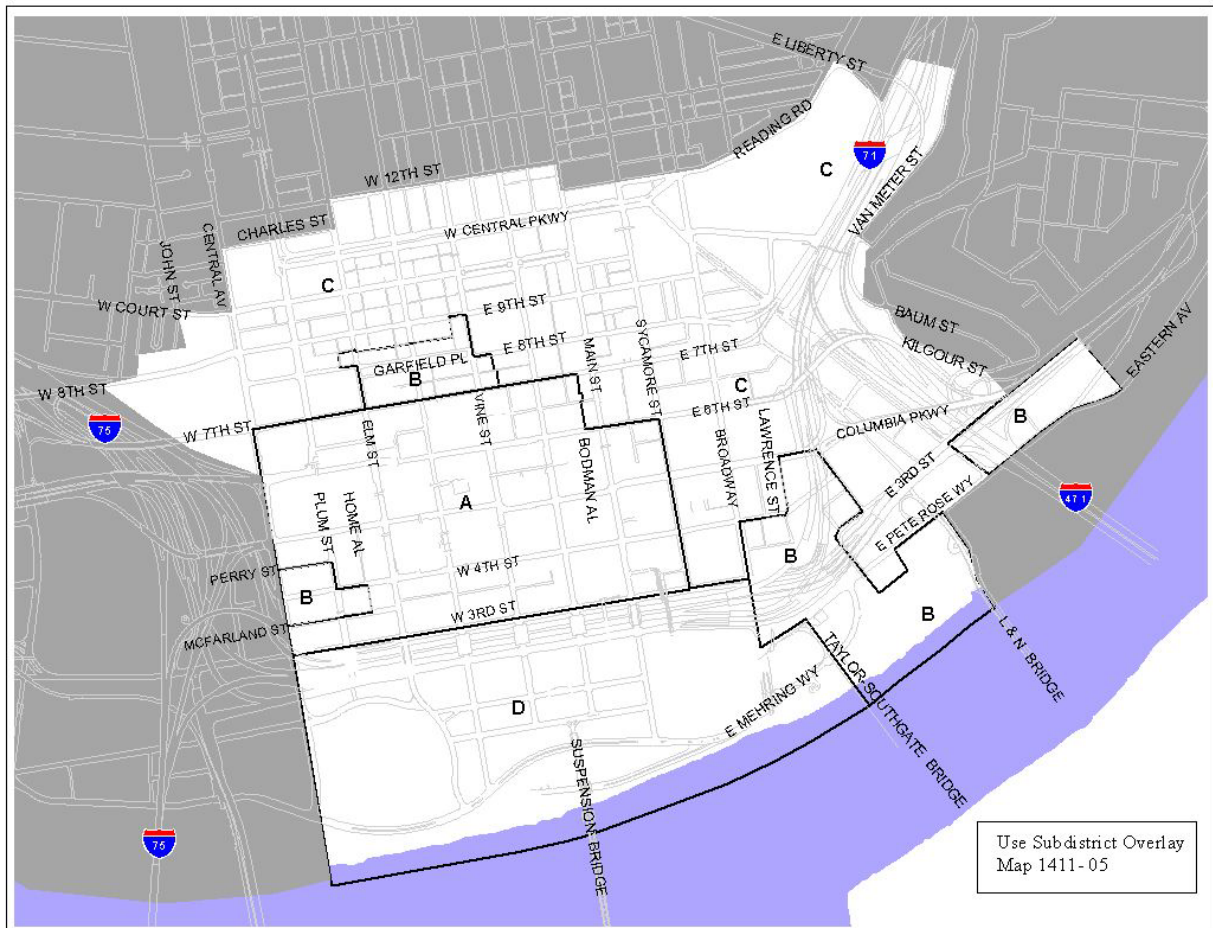 E LIBERTY ST
READING RD
71
C
VAN METER ST
W 12TH ST
CHARLES ST
W CENTRAL PKWY
JOHN ST
CENTRAL AV
C
W COURT ST
E 9TH ST
BAUM ST
KILGOUR ST
EASTERN AV
GARFIELD PL
E 8TH ST
MAIN ST
SYCAMORE ST
E 7TH ST
W 8TH ST
B
C
75
W 7TH ST
ELM ST
VINE ST
E 6TH ST
COLUMBIA PKWY
B
BODMAN AL
BROADWAY
LAWRENCE ST
E 3RD ST
471
PLUM ST
HOME AL
A
E PETE ROSE WY
PERRY ST
W 4TH ST
B
B
W 3RD ST
B
MCFARLAND ST
L & N BRIDGE
TAYLOR-SOUTHGATE BRIDGE
E MEHRING WY
D
SUSPENSION BRIDGE
75
Use Subdistrict Overlay
Map 1411-05